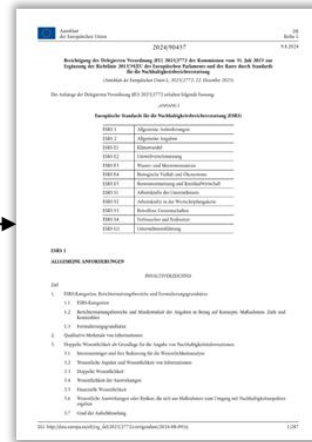 Amtsblatt
der Europäischen Union
DE
Reihe L
2024/90457
9.8.2024
Berichtigung der Delegierten Verordnung (EU) 2023/2772 der Kommission vom 31. Juli 2023 zur
Ergänzung der Richtlinie 2013/34/EU des Europäischen Parlaments und des Rates durch Standards
für die Nachhaltigkeitsberichterstattung
(Amtsblatt der Europäischen Union L, 2023/2772, 22. Dezember 2023)
Die Anhänge der Delegierten Verordnung (EU) 2023/2772 erhalten folgende Fassung:
„ANHANG I
Europäische Standards für die Nachhaltigkeitsberichterstattung (ESRS)
ESRS 1 Allgemeine Anforderungen
ESRS 2 Allgemeine Angaben
ESRS E1 Klimawandel
ESRS E2 Umweltverschmutzung
ESRS E3 Wasser- und Meeresressourcen
ESRS E4 Biologische Vielfalt und Ökosysteme
ESRS E5 Ressourcennutzung und Kreislaufwirtschaft
ESRS S1 Arbeitskräfte des Unternehmens
ESRS S2 Arbeitskräfte in der Wertschöpfungskette
ESRS S3 Betroffene Gemeinschaften
ESRS S4 Verbraucher und Endnutzer
ESRS G1 Unternehmensführung
ESRS 1
ALLGEMEINE ANFORDERUNGEN
INHALTSVERZEICHNIS
Ziel
1. ESRS-Kategorien, Berichterstattungsbereiche und Formulierungsgrundsätze
1.1 ESRS-Kategorien
1.2 Berichterstattungsbereiche und Mindestinhalt der Angaben in Bezug auf Konzepte, Maßnahmen, Ziele und
Kennzahlen
1.3 Formulierungsgrundsätze
2. Qualitative Merkmale von Informationen
3. Doppelte Wesentlichkeit als Grundlage für die Angabe von Nachhaltigkeitsinformationen
3.1 Interessenträger und ihre Bedeutung für die Wesentlichkeitsanalyse
3.2 Wesentliche Aspekte und Wesentlichkeit von Informationen
3.3 Doppelte Wesentlichkeit
3.4 Wesentlichkeit der Auswirkungen
3.5 Finanzielle Wesentlichkeit
3.6 Wesentliche Auswirkungen oder Risiken, die sich aus Maßnahmen zum Umgang mit Nachhaltigkeitsaspekten
ergeben
3.7 Grad der Aufschlüsselung
ELI: http://data.europa.eu/eli/reg_del/2023/2772/corrigendum/2024-08-09/oj
1/287